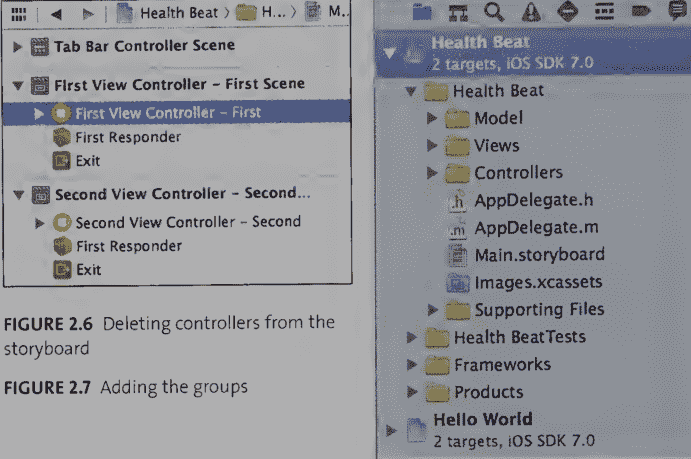 Health Beat
H...
M...
Tab Bar Controller Scene
First View Controller – First Scene
First View Controller – First
First Responder
Exit
Second View Controller – Second...
Second View Controller – Second
First Responder
Exit
FIGURE 2.6 Deleting controllers from the
storyboard
FIGURE 2.7 Adding the groups
Health Beat
2 targets, iOS SDK 7.0
Health Beat
Model
Views
Controllers
.h AppDelegate.h
.m AppDelegate.m
Main.storyboard
Images.xcassets
Supporting Files
Health BeatTests
Frameworks
Products
Hello World
2 targets, iOS SDK 7.0